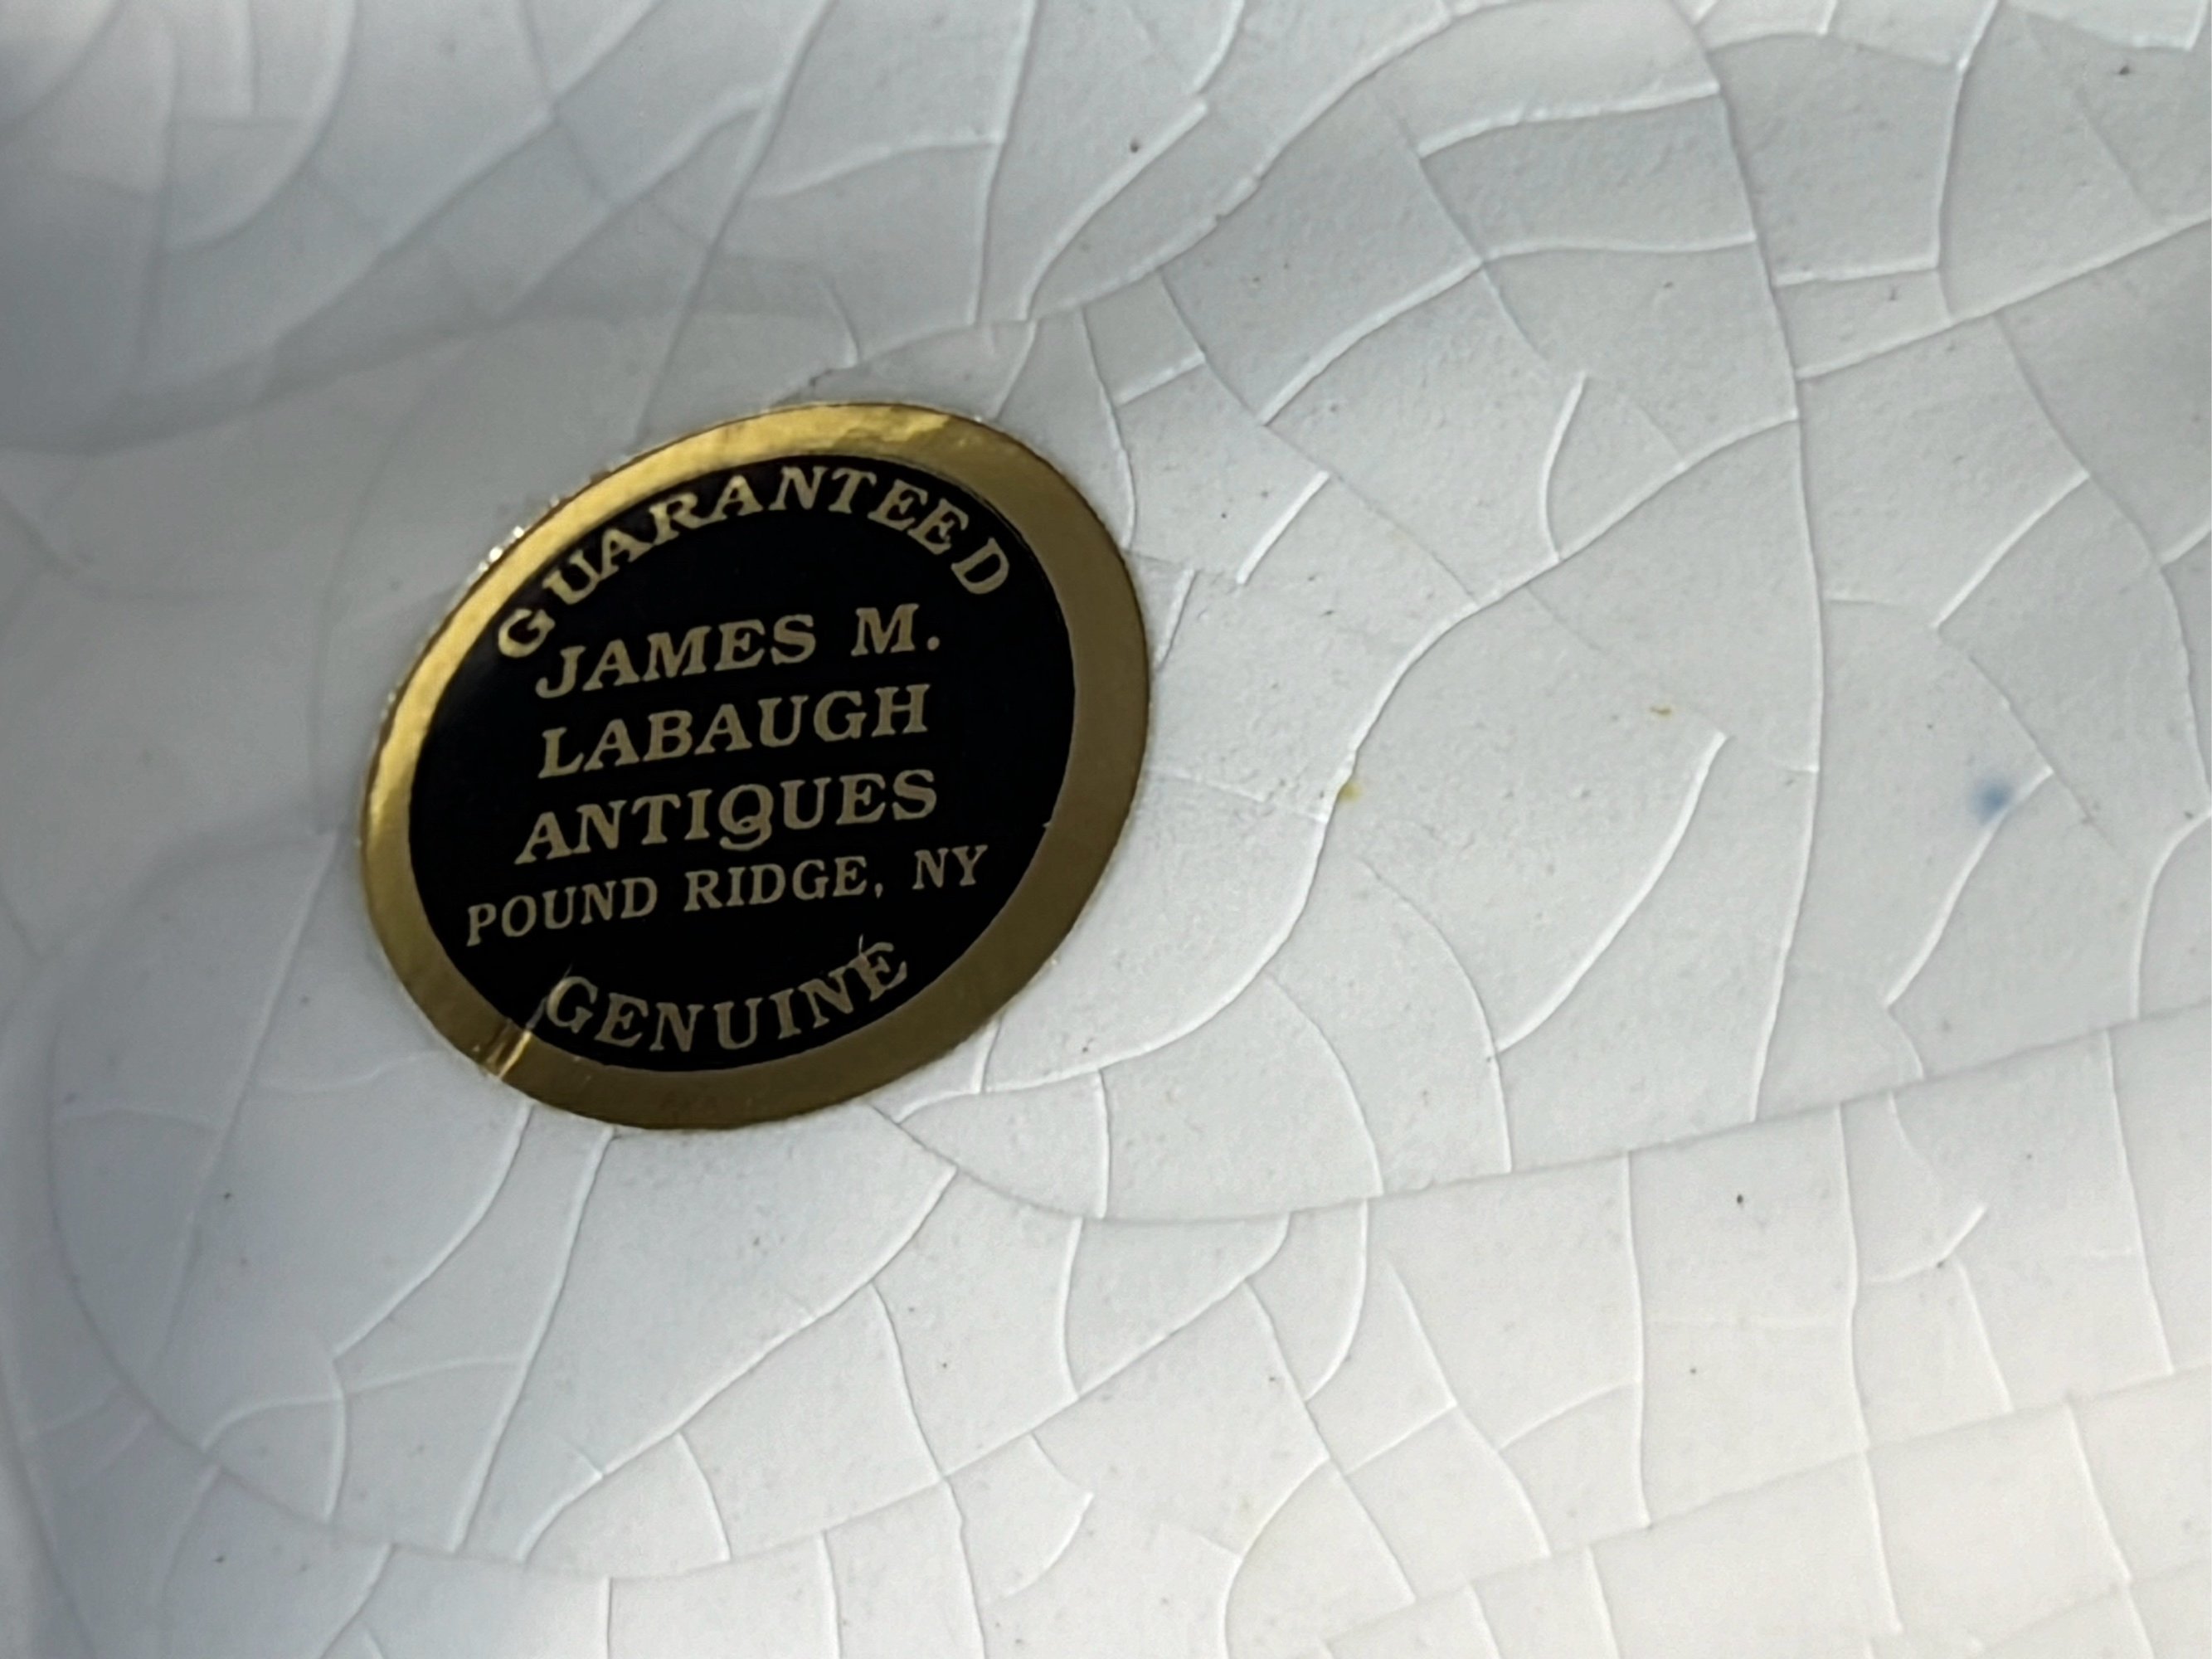 GUARANTEED
JAMES M.
LABAUGH
ANTIQUES
POUND RIDGE, NY
GENUINE